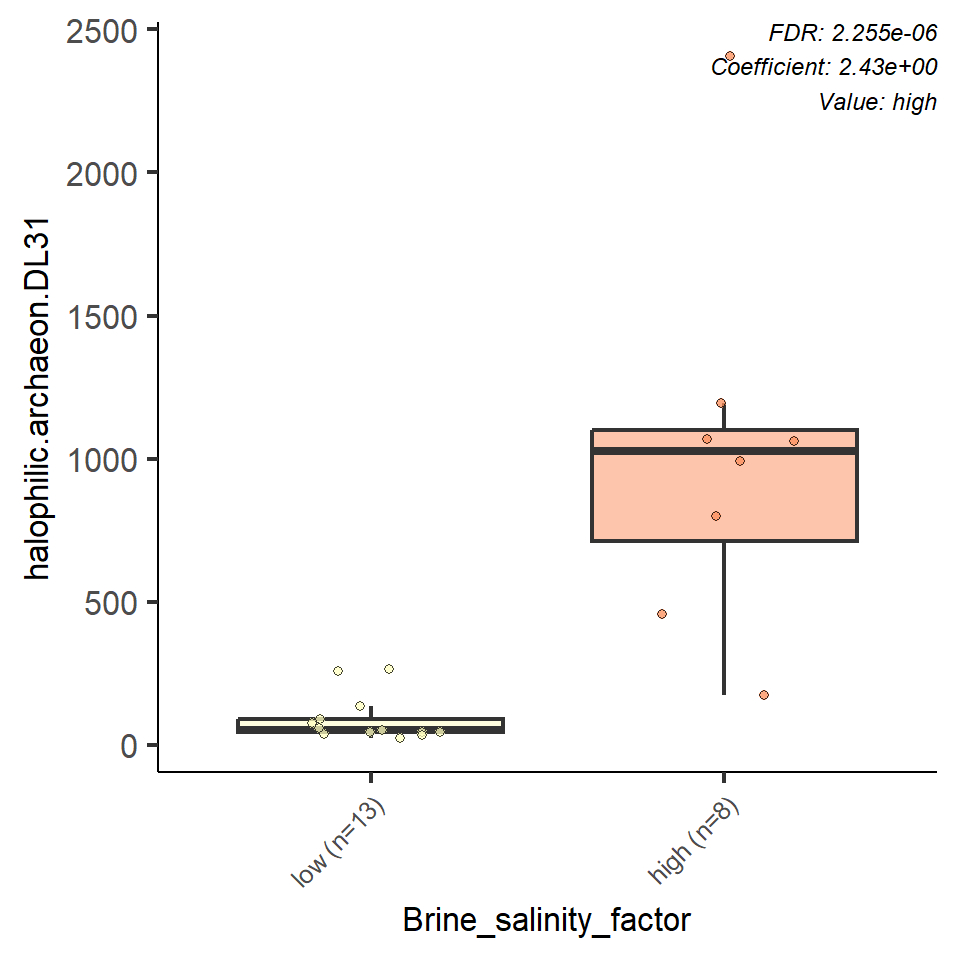 FDR: 2.255e-06
Coefficient: 2.43e+00
Value: high
2500
2000
1500
1000
500
0
halophilic.archaeon.DL31
low (n=13)
high (n=8)
Brine_salinity_factor